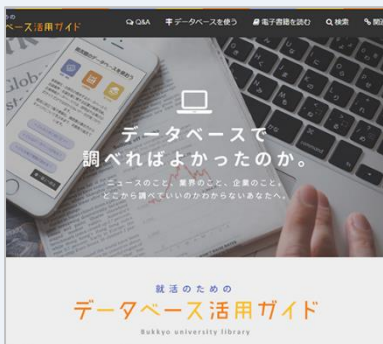 のための
ベース活用ガイド
Q&A
データベースを使う
電子書籍を読む
検索
データベースで
調べればよかったのか。
ニュースのこと、業界のこと、企業のこと。
どこから調べていいのかわからないあなたへ。
就活のための
データベース活用ガイド
Bukkyo university library